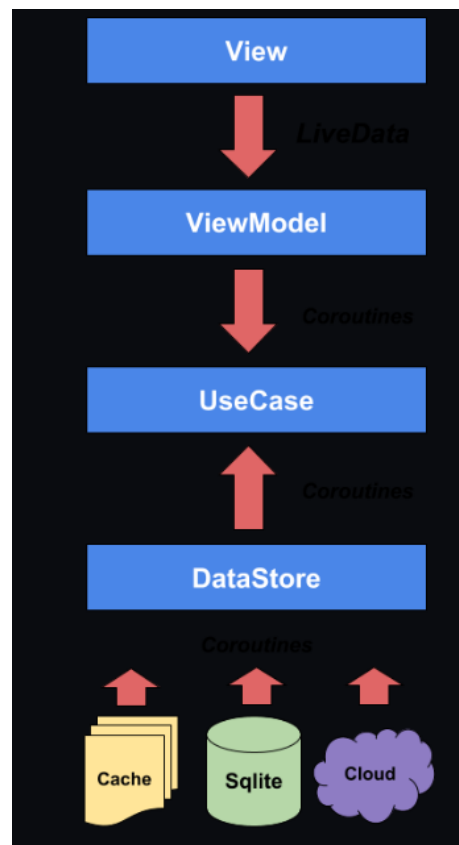 View
LiveData
ViewModel
Coroutines
UseCase
Coroutines
DataStore
Coroutines
Cache
Sqlite
Cloud